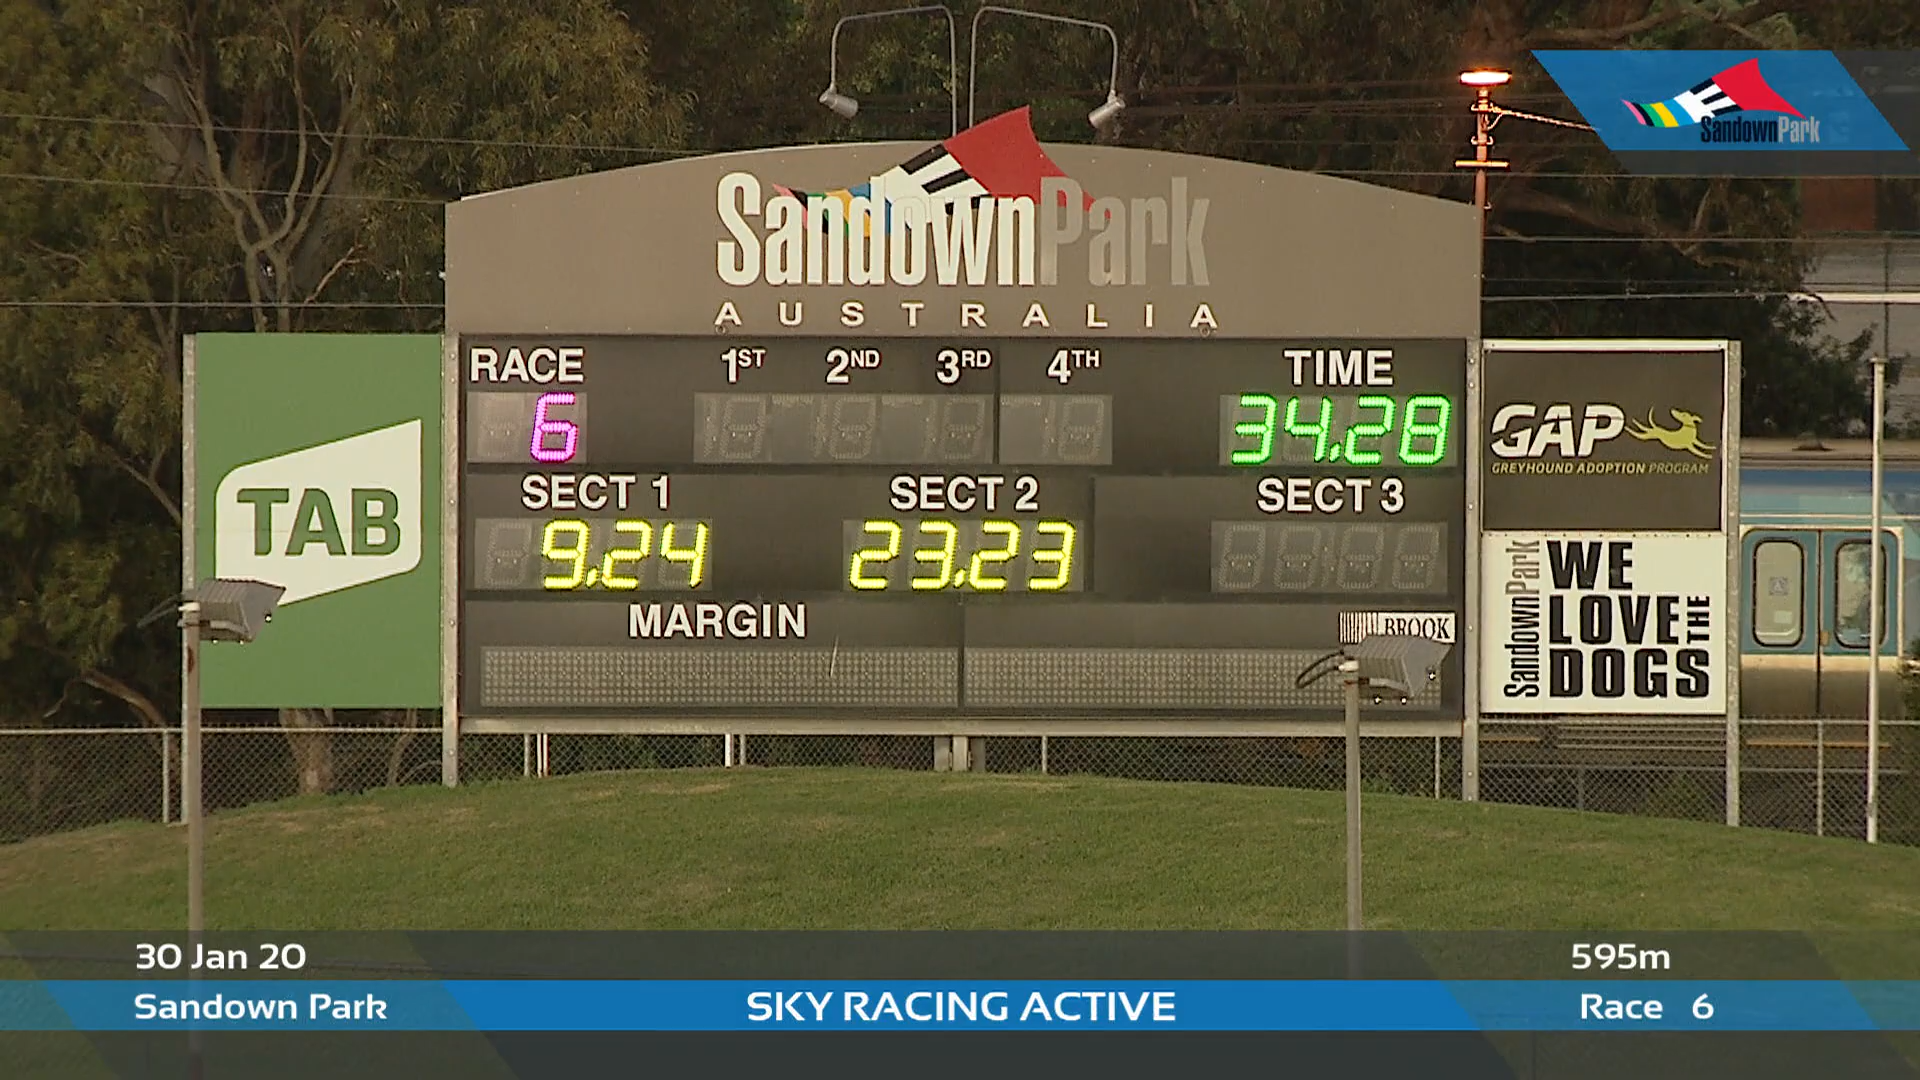 SandownPark
SandownPark
AUSTRALIA
RACE 1ST 2ND 3RD 4TH TIME
6 34.28
SECT 1 SECT 2 SECT 3
9.24 23.23
MARGIN
BROOK
TAB
GAP
GREYHOUND ADOPTION PROGRAM
SandownPark
WE
LOVE THE
DOGS
30 Jan 20 595m
Sandown Park SKY RACING ACTIVE Race 6